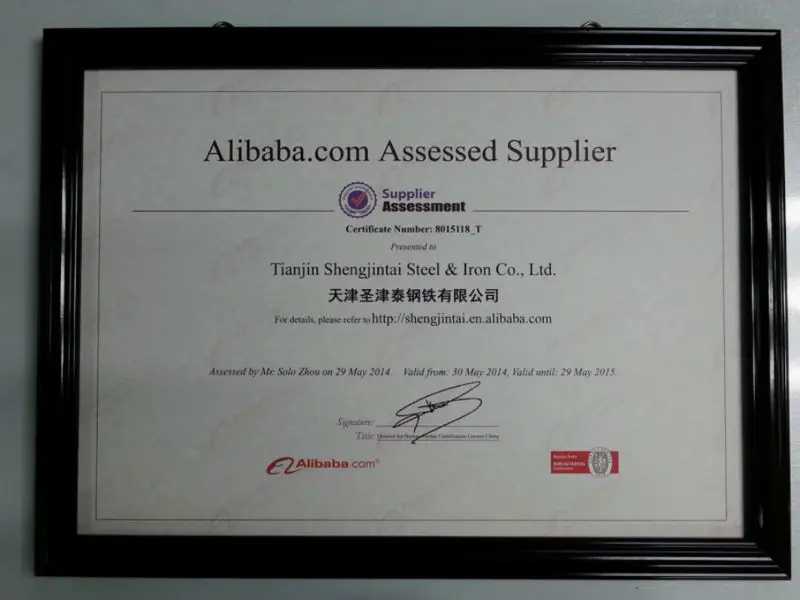 Alibaba.com Assessed Supplier
Supplier
Assessment
Certificate Number: 8015118_T
Presented to
Tianjin Shengjintai Steel & Iron Co., Ltd.
天津圣津泰钢铁有限公司
For details, please refer to http://shengjintai.en.alibaba.com
Assessed by Mr. Solo Zhou on 29 May 2014. Valid from: 30 May 2014, Valid until: 29 May 2015.
Signature:
Title: Certification Greater China
Alibaba.com®